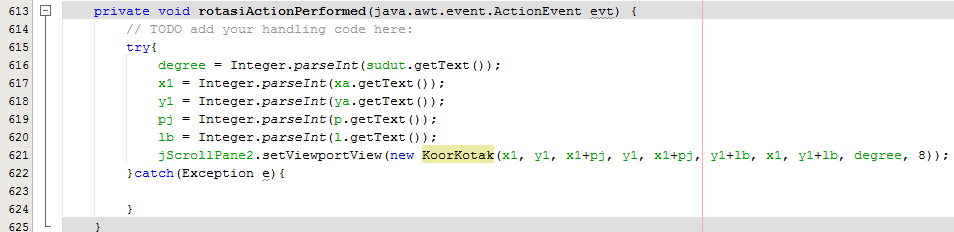 613 private void rotasiActionPerformed(java.awt.event.ActionEvent evt) {
614 // TODO add your handling code here:
615 try{
616 degree = Integer.parseInt(sudut.getText());
617 x1 = Integer.parseInt(xa.getText());
618 y1 = Integer.parseInt(ya.getText());
619 pj = Integer.parseInt(p.getText());
620 lb = Integer.parseInt(l.getText());
621 jScrollPane2.setViewportView(new KoorKotak(x1, y1, x1+pj, y1, x1+pj, y1+lb, x1, y1+lb, degree, 8));
622 }catch(Exception e){
623
624 }
625 }